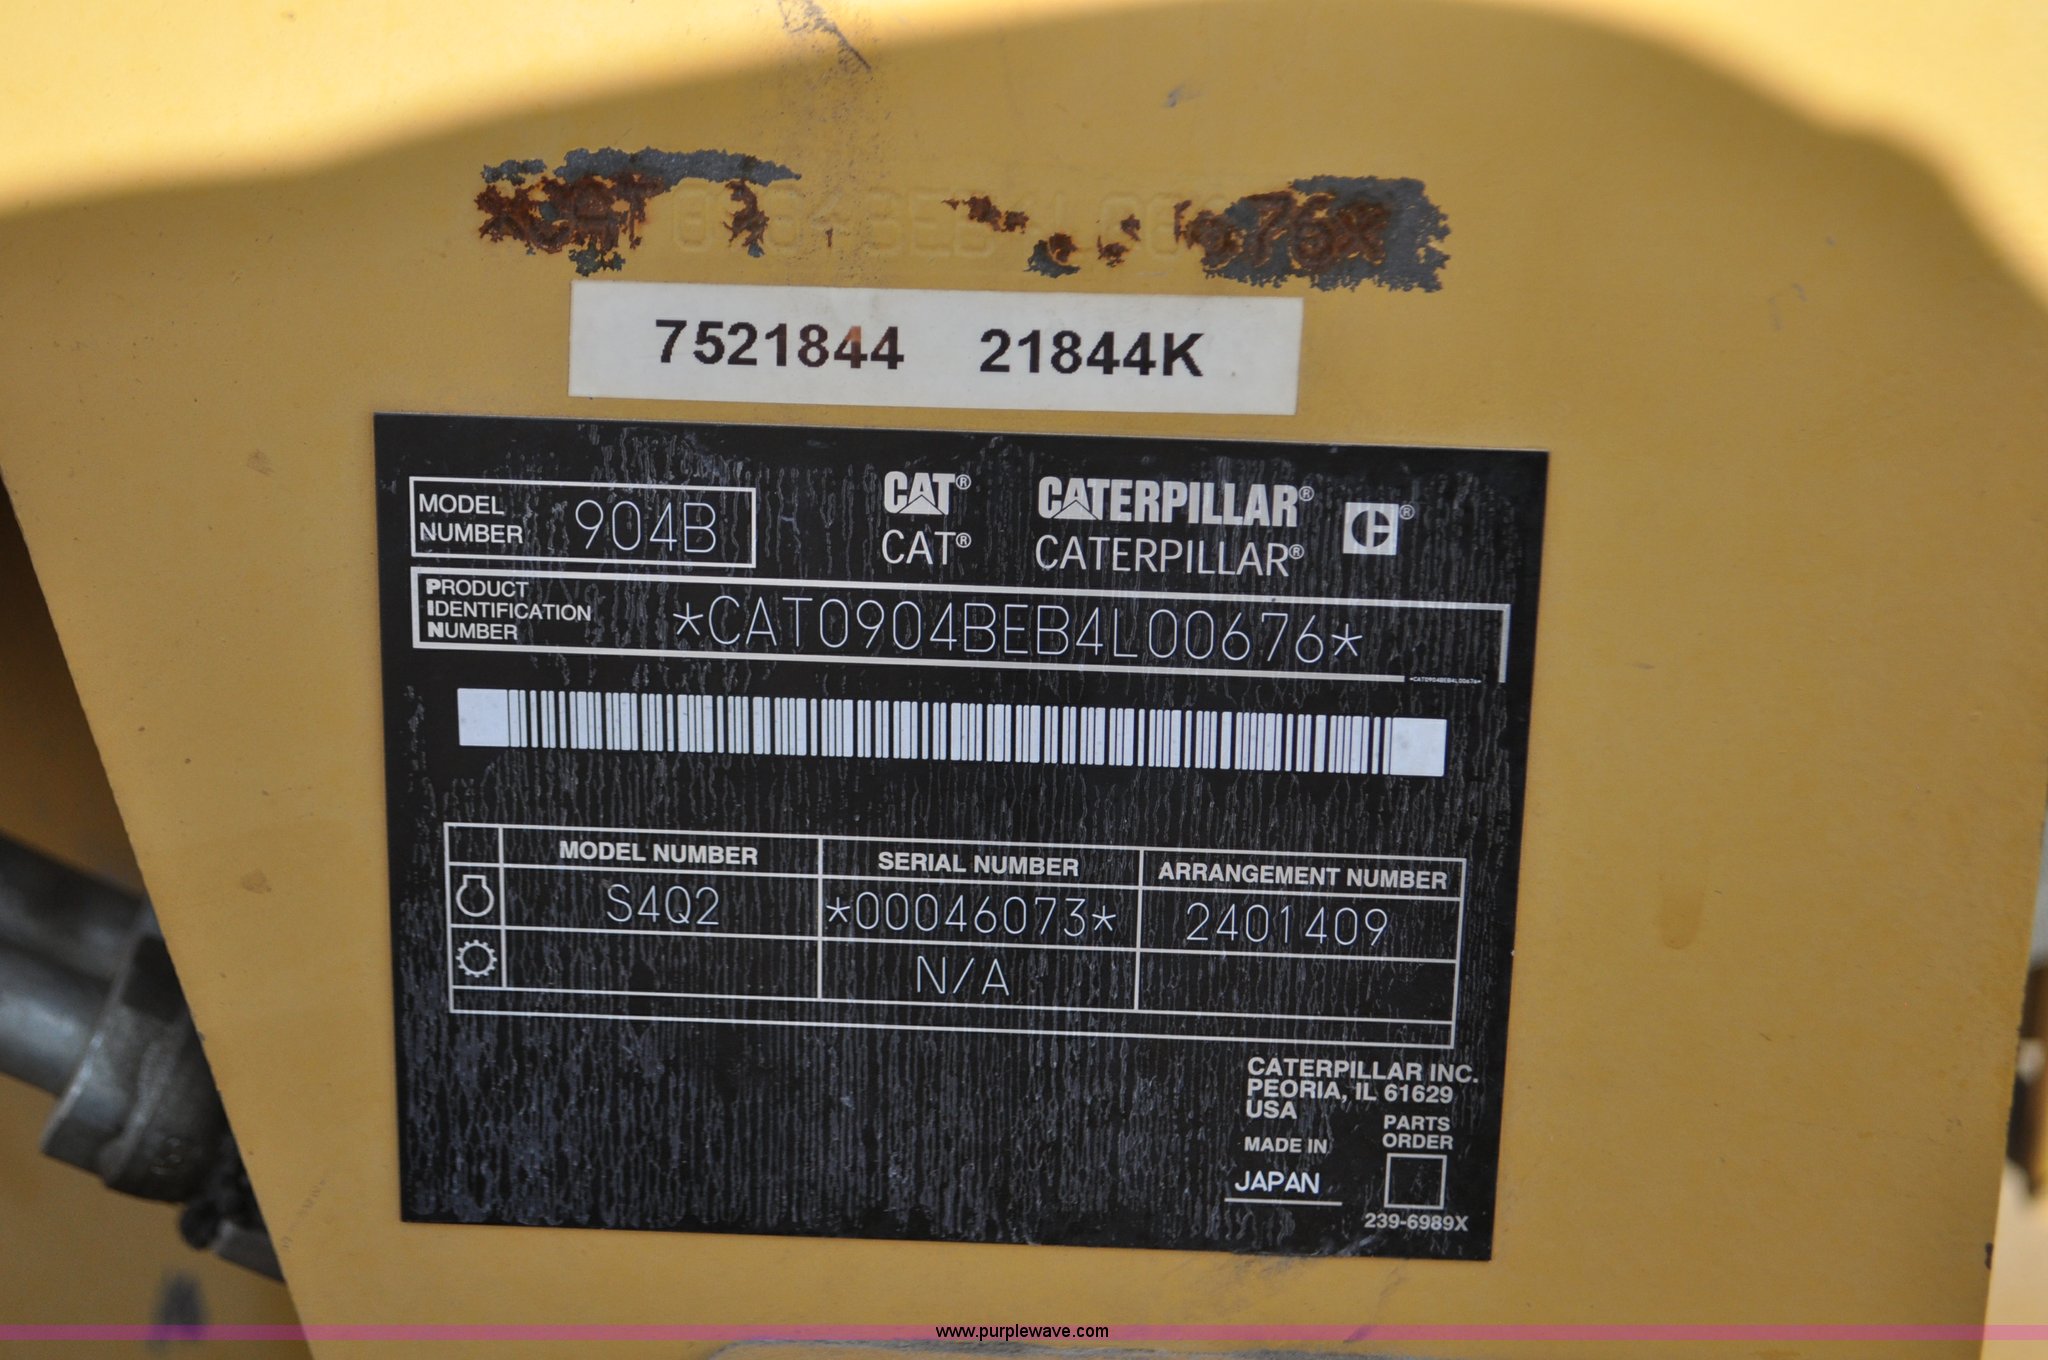 7521844 21844K
CAT® CATERPILLAR®
CAT® CATERPILLAR®
MODEL NUMBER 904B
PRODUCT IDENTIFICATION NUMBER *CAT0904BEB4L00676*
*CAT0904BEB4L00676*
MODEL NUMBER SERIAL NUMBER ARRANGEMENT NUMBER
S4Q2 *00046073* 2401409
N/A
CATERPILLAR INC.
PEORIA, IL 61629
USA
MADE IN
JAPAN
PARTS
ORDER
239-6989X
www.purplewave.com